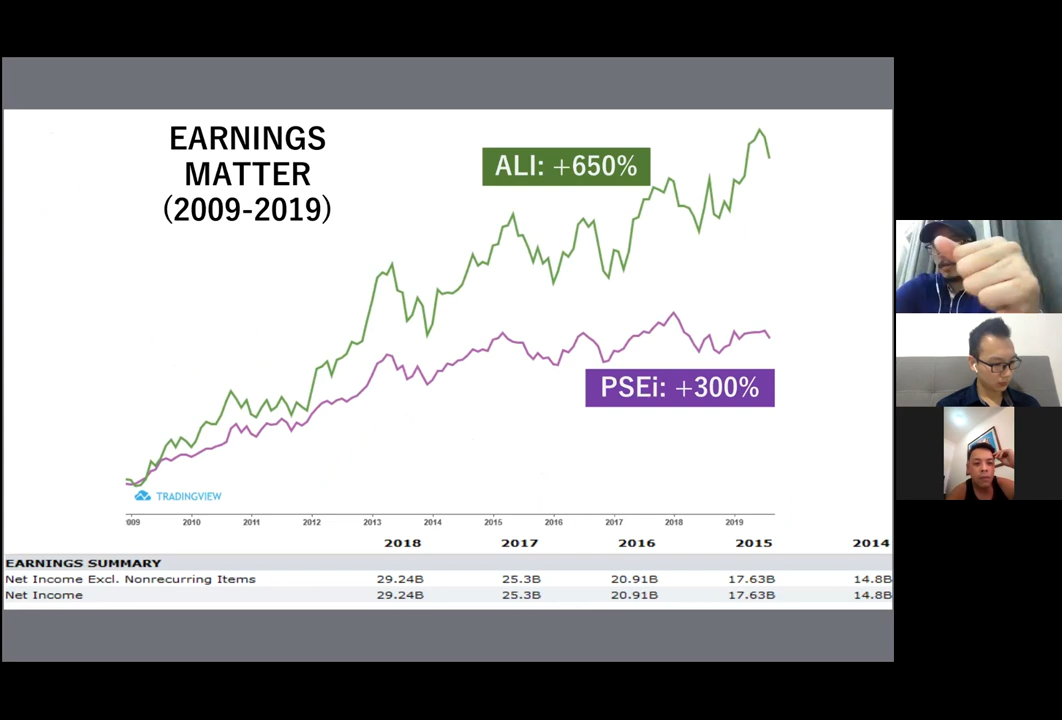 EARNINGS
MATTER
(2009-2019)
ALI: +650%
PSEi: +300%
TRADINGVIEW
2009 2010 2011 2012 2013 2014 2015 2016 2017 2018 2019
2018 2017 2016 2015 2014
EARNINGS SUMMARY
Net Income Excl. Nonrecurring Items 29.24B 25.3B 20.91B 17.63B 14.8B
Net Income 29.24B 25.3B 20.91B 17.63B 14.8B